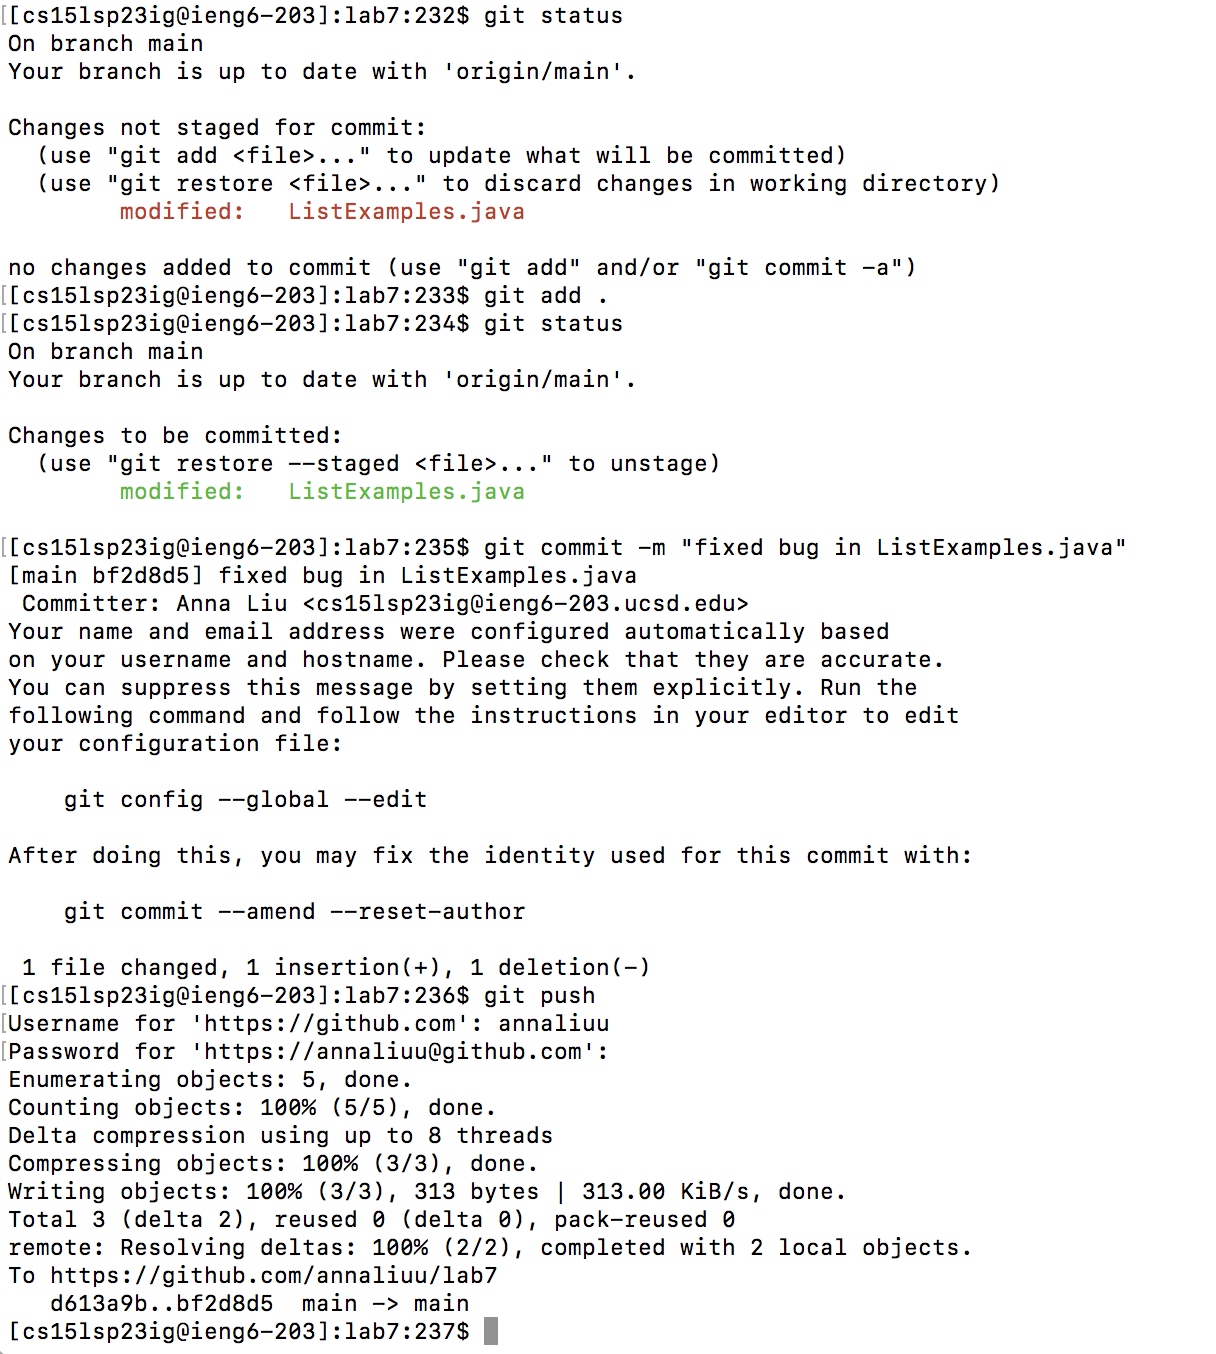 [[cs15lsp23ig@ieng6-203]:lab7:232$ git status
On branch main
Your branch is up to date with 'origin/main'.

Changes not staged for commit:
  (use "git add <file>..." to update what will be committed)
  (use "git restore <file>..." to discard changes in working directory)
        modified:   ListExamples.java

no changes added to commit (use "git add" and/or "git commit -a")
[[cs15lsp23ig@ieng6-203]:lab7:233$ git add .
[[cs15lsp23ig@ieng6-203]:lab7:234$ git status
On branch main
Your branch is up to date with 'origin/main'.

Changes to be committed:
  (use "git restore --staged <file>..." to unstage)
        modified:   ListExamples.java

[[cs15lsp23ig@ieng6-203]:lab7:235$ git commit -m "fixed bug in ListExamples.java"
[main bf2d8d5] fixed bug in ListExamples.java
 Committer: Anna Liu <cs15lsp23ig@ieng6-203.ucsd.edu>
Your name and email address were configured automatically based
on your username and hostname. Please check that they are accurate.
You can suppress this message by setting them explicitly. Run the
following command and follow the instructions in your editor to edit
your configuration file:

    git config --global --edit

After doing this, you may fix the identity used for this commit with:

    git commit --amend --reset-author

 1 file changed, 1 insertion(+), 1 deletion(-)
[[cs15lsp23ig@ieng6-203]:lab7:236$ git push
[Username for 'https://github.com': annaliuu
[Password for 'https://annaliuu@github.com':
Enumerating objects: 5, done.
Counting objects: 100% (5/5), done.
Delta compression using up to 8 threads
Compressing objects: 100% (3/3), done.
Writing objects: 100% (3/3), 313 bytes | 313.00 KiB/s, done.
Total 3 (delta 2), reused 0 (delta 0), pack-reused 0
remote: Resolving deltas: 100% (2/2), completed with 2 local objects.
To https://github.com/annaliuu/lab7
   d613a9b..bf2d8d5  main -> main
[cs15lsp23ig@ieng6-203]:lab7:237$